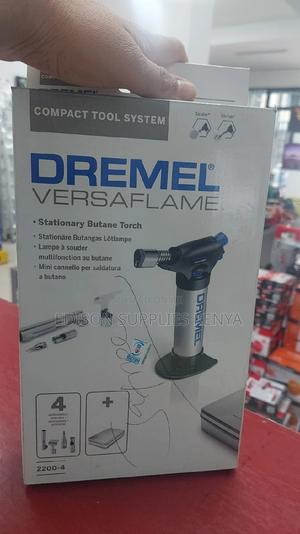 COMPACT TOOL SYSTEM
DREMEL®
VERSAFLAME
• Stationary Butane Torch
• Stationäre Butangas Lötlampe
• Lampe à souder
multifonction au butane
• Mini cannello per saldatura
a butano
DREMEL
EDISON SUPPLIES KENYA
4
+
2200-4